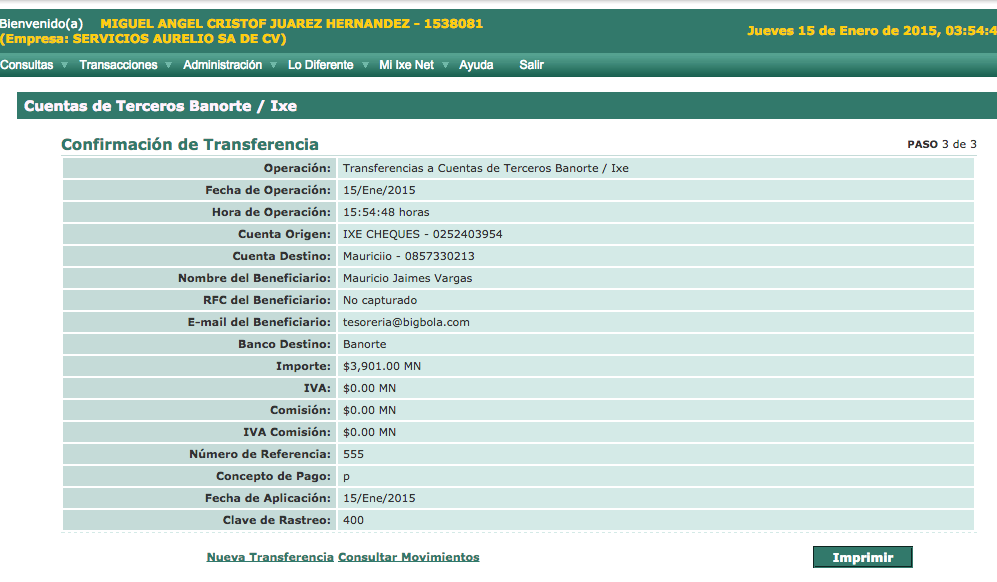 Bienvenido(a) MIGUEL ANGEL CRISTOF JUAREZ HERNANDEZ - 1538081
(Empresa: SERVICIOS AURELIO SA DE CV)
Jueves 15 de Enero de 2015, 03:54:4
Consultas Transacciones Administración Lo Diferente Mi Ixe Net Ayuda Salir
Cuentas de Terceros Banorte / Ixe
Confirmación de Transferencia PASO 3 de 3
Operación: Transferencias a Cuentas de Terceros Banorte / Ixe
Fecha de Operación: 15/Ene/2015
Hora de Operación: 15:54:48 horas
Cuenta Origen: IXE CHEQUES - 0252403954
Cuenta Destino: Mauriciio - 0857330213
Nombre del Beneficiario: Mauricio Jaimes Vargas
RFC del Beneficiario: No capturado
E-mail del Beneficiario: tesoreria@bigbola.com
Banco Destino: Banorte
Importe: $3,901.00 MN
IVA: $0.00 MN
Comisión: $0.00 MN
IVA Comisión: $0.00 MN
Número de Referencia: 555
Concepto de Pago: p
Fecha de Aplicación: 15/Ene/2015
Clave de Rastreo: 400
Nueva Transferencia Consultar Movimientos Imprimir